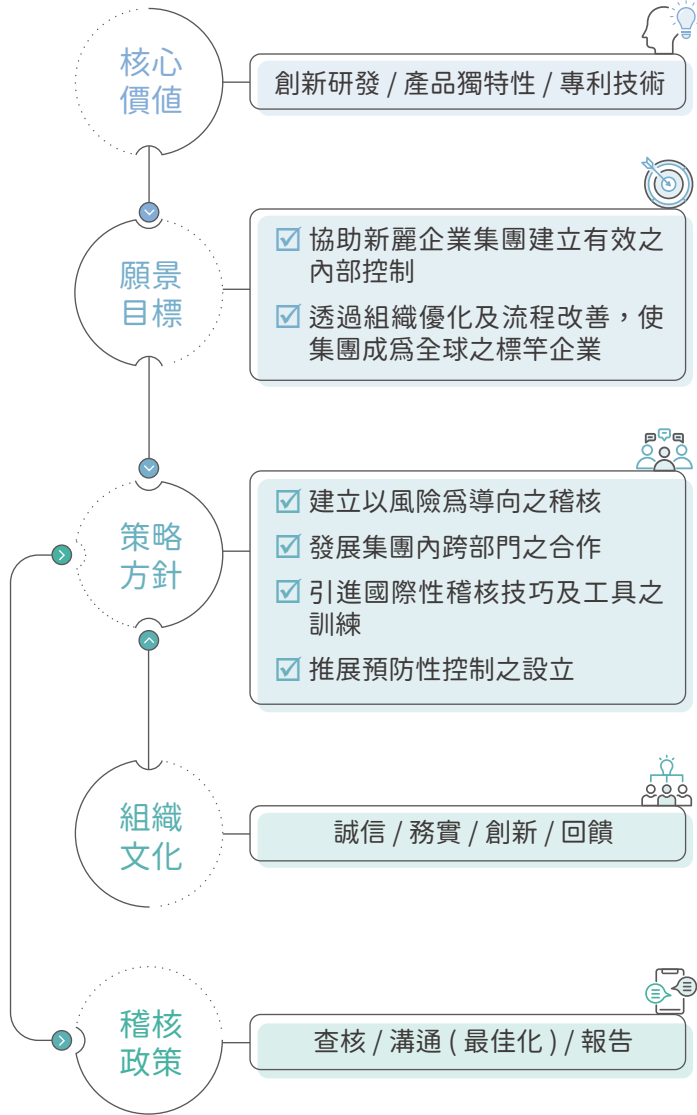 核心
價值
創新研發 / 產品獨特性 / 專利技術
願景
目標
協助新麗企業集團建立有效之
內部控制
透過組織優化及流程改善，使
集團成為全球之標竿企業
策略
方針
建立以風險為導向之稽核
發展集團內跨部門之合作
引進國際性稽核技巧及工具之
訓練
推展預防性控制之設立
組織
文化
誠信 / 務實 / 創新 / 回饋
稽核
政策
查核 / 溝通 ( 最佳化 ) / 報告